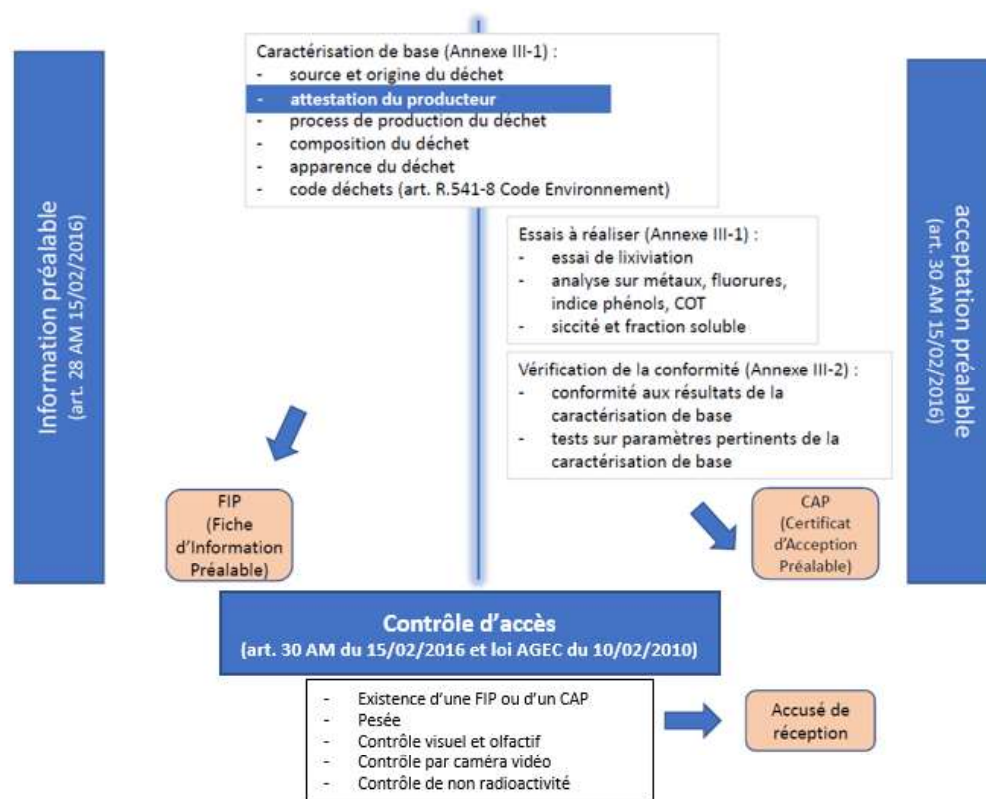 Information préalable
(art. 28 AM 15/02/2016)
Caractérisation de base (Annexe III-1) :
- source et origine du déchet
- attestation du producteur
- process de production du déchet
- composition du déchet
- apparence du déchet
- code déchets (art. R.541-8 Code Environnement)
Essais à réaliser (Annexe III-1) :
- essai de lixiviation
- analyse sur métaux, fluorures,
indice phénols, COT
- siccité et fraction soluble
Vérification de la conformité (Annexe III-2) :
- conformité aux résultats de la
caractérisation de base
- tests sur paramètres pertinents de la
caractérisation de base
acceptation préalable
(art. 30 AM 15/02/2016)
FIP
(Fiche
d’Information
Préalable)
CAP
(Certificat
d’Acception
Préalable)
Contrôle d’accès
(art. 30 AM du 15/02/2016 et loi AGEC du 10/02/2010)
- Existence d’une FIP ou d’un CAP
- Pesée
- Contrôle visuel et olfactif
- Contrôle par caméra vidéo
- Contrôle de non radioactivité
Accusé de
réception